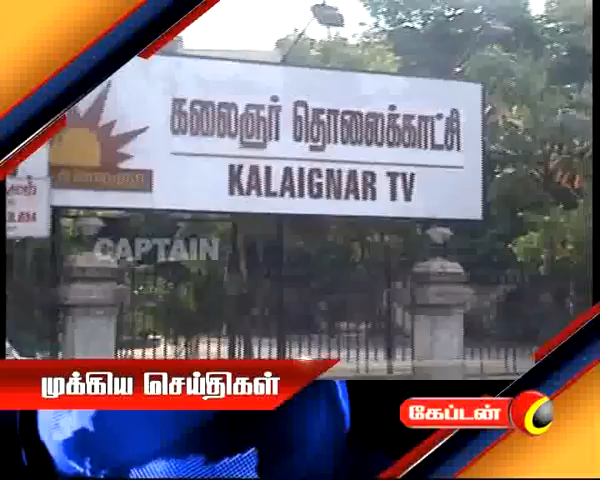 கலைஞர் தொலைக்காட்சி
KALAIGNAR TV
CAPTAIN
முக்கிய செய்திகள்
கேப்டன்